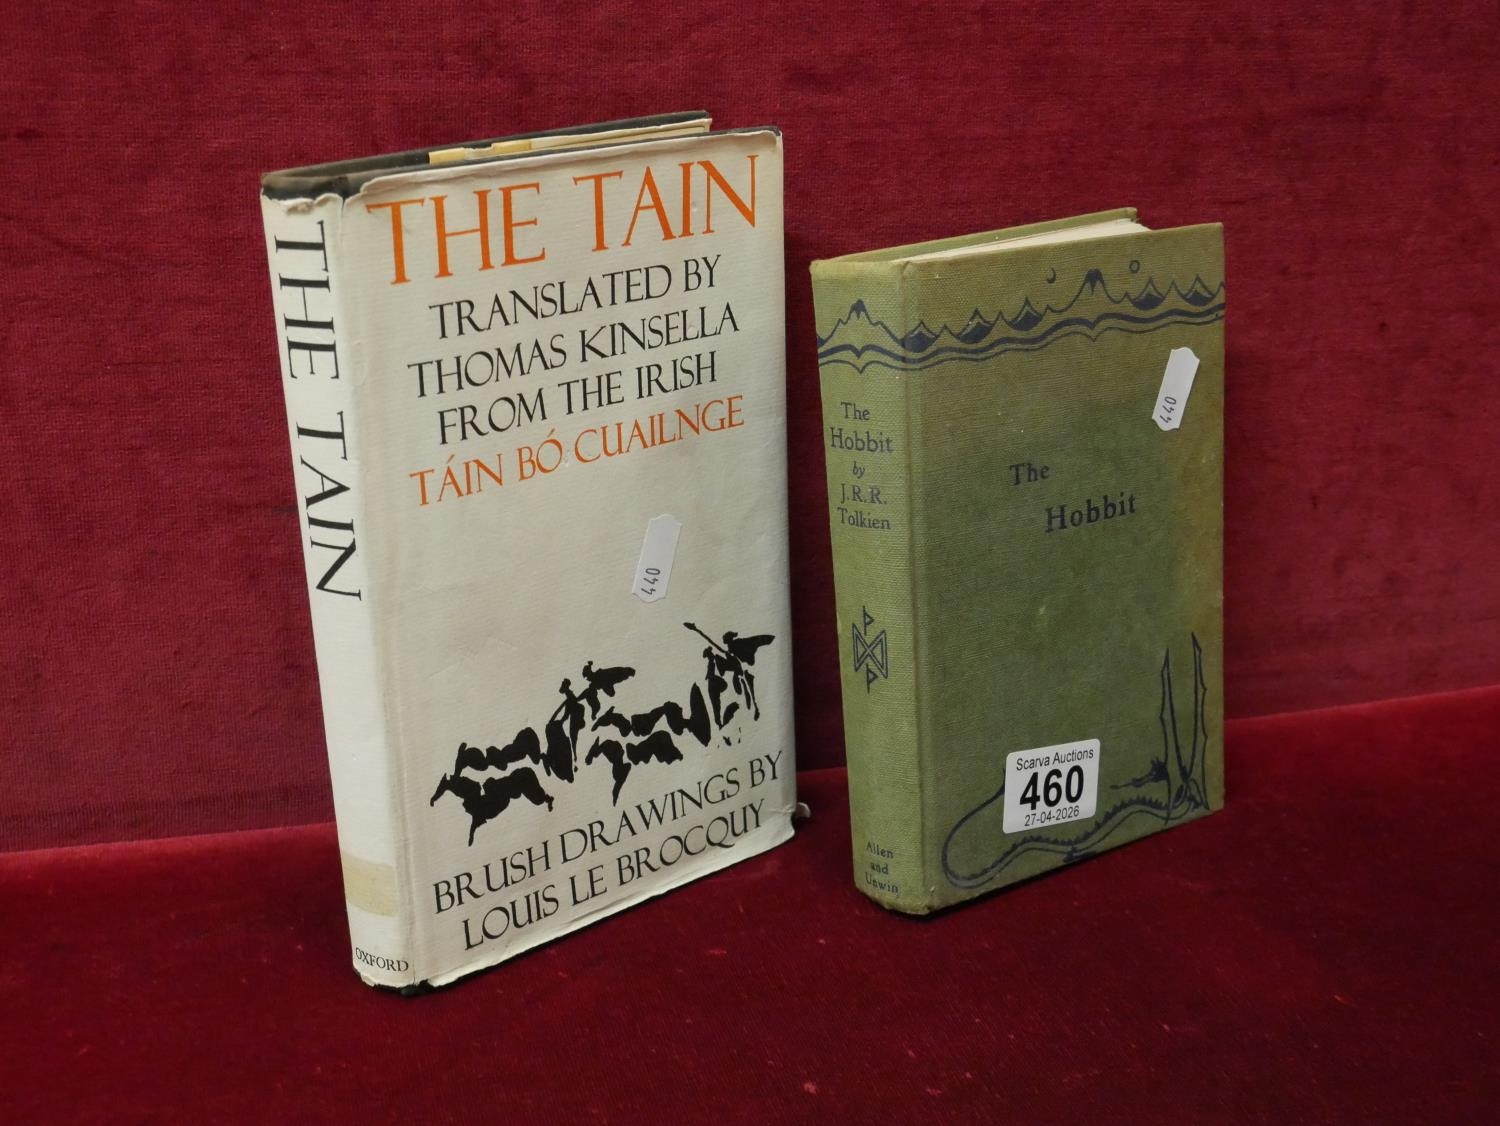 THE TAIN
THE TAIN
TRANSLATED BY
THOMAS KINSELLA
FROM THE IRISH
TÁIN BÓ CUAILNGE
440
BRUSH DRAWINGS BY
LOUIS LE BROCQUY
OXFORD
The
Hobbit
by
J.R.R.
Tolkien
Allen
and
Unwin
440
The
Hobbit
Scarva Auctions
460
27-04-2026